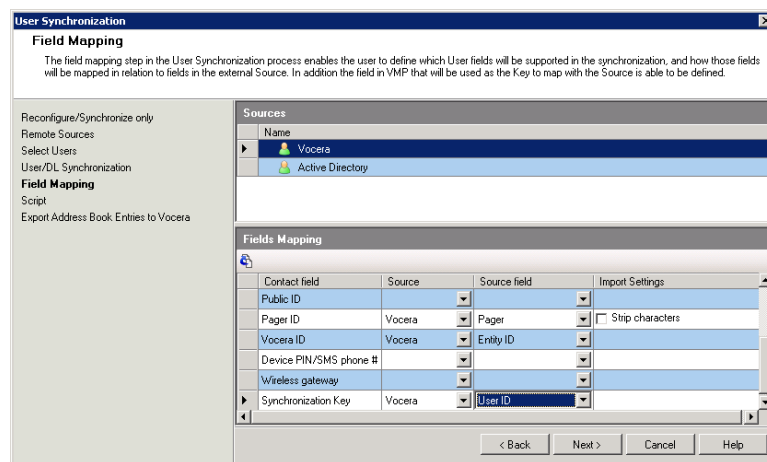 User Synchronization
Field Mapping
The field mapping step in the User Synchronization process enables the user to define which User fields will be supported in the synchronization, and how those fields
will be mapped in relation to fields in the external Source. In addition the field in VMP that will be used as the Key to map with the Source is able to be defined.
Reconfigure/Synchronize only
Remote Sources
Select Users
User/DL Synchronization
Field Mapping
Script
Export Address Book Entries to Vocera
Sources
Name
Vocera
Active Directory
Fields Mapping
Contact field Source Source field Import Settings
Public ID
Pager ID Vocera Pager Strip characters
Vocera ID Vocera Entity ID
Device PIN/SMS phone #
Wireless gateway
Synchronization Key Vocera User ID
< Back Next > Cancel Help